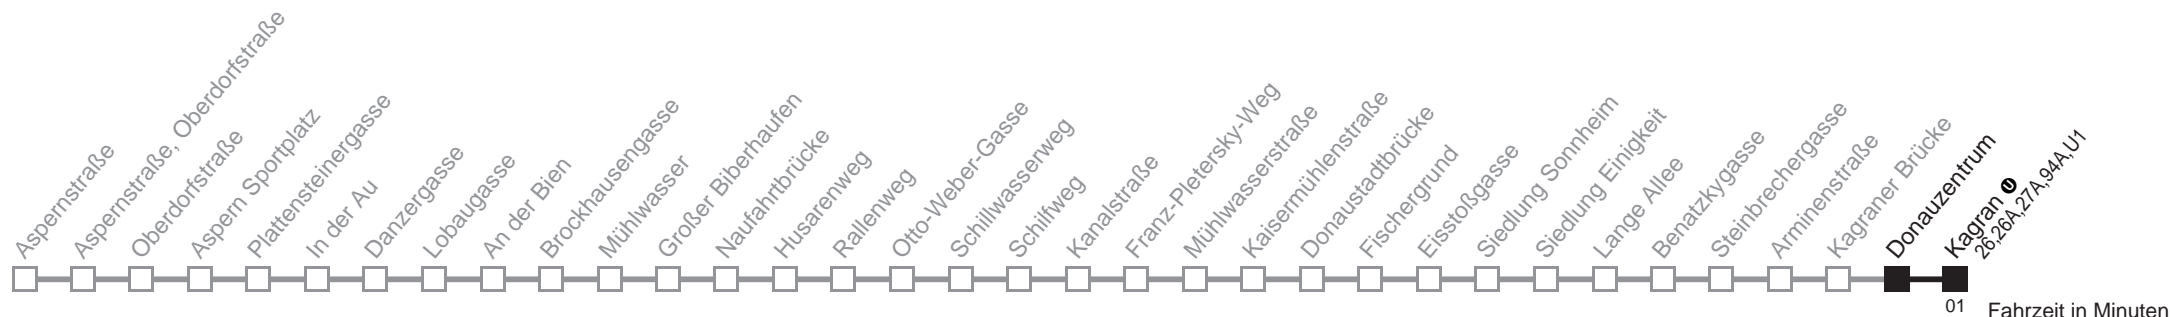 Aspernstraße
Aspernstraße, Oberdorfstraße
Oberdorfstraße
Aspern Sportplatz
Plattensteinergasse
In der Au
Danzergasse
Lobaugasse
An der Bien
Brockhausengasse
Mühlwasser
Großer Biberhaufen
Naufahrtbrücke
Husarenweg
Rallenweg
Otto-Weber-Gasse
Schillwasserweg
Schilfweg
Kanalstraße
Franz-Pletersky-Weg
Mühlwasserstraße
Kaisermühlenstraße
Donaustadtbrücke
Fischergrund
Eisstoßgasse
Siedlung Sonnheim
Siedlung Einigkeit
Lange Allee
Benatzkygasse
Steinbrechergasse
Arminenstraße
Kagraner Brücke
Donauzentrum
Kagran U
26,26A,27A,94A,U1
01 Fahrzeit in Minuten